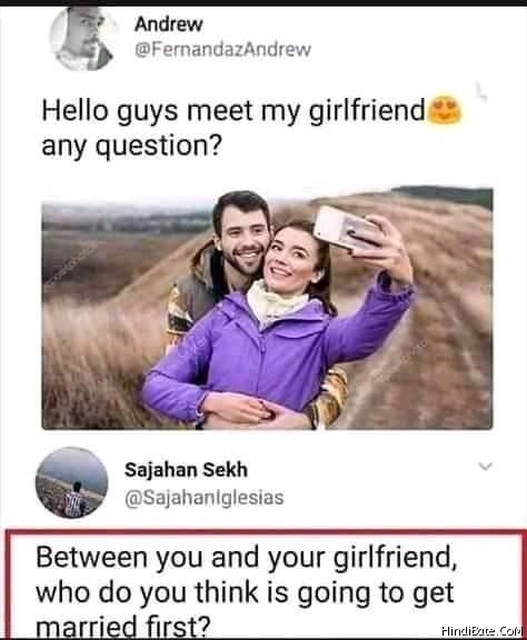 Andrew
@FernandazAndrew
Hello guys meet my girlfriend😍
any question?
Sajahan Sekh
@SajahanIglesias
Between you and your girlfriend,
who do you think is going to get
married first?
HindiBate.CoM